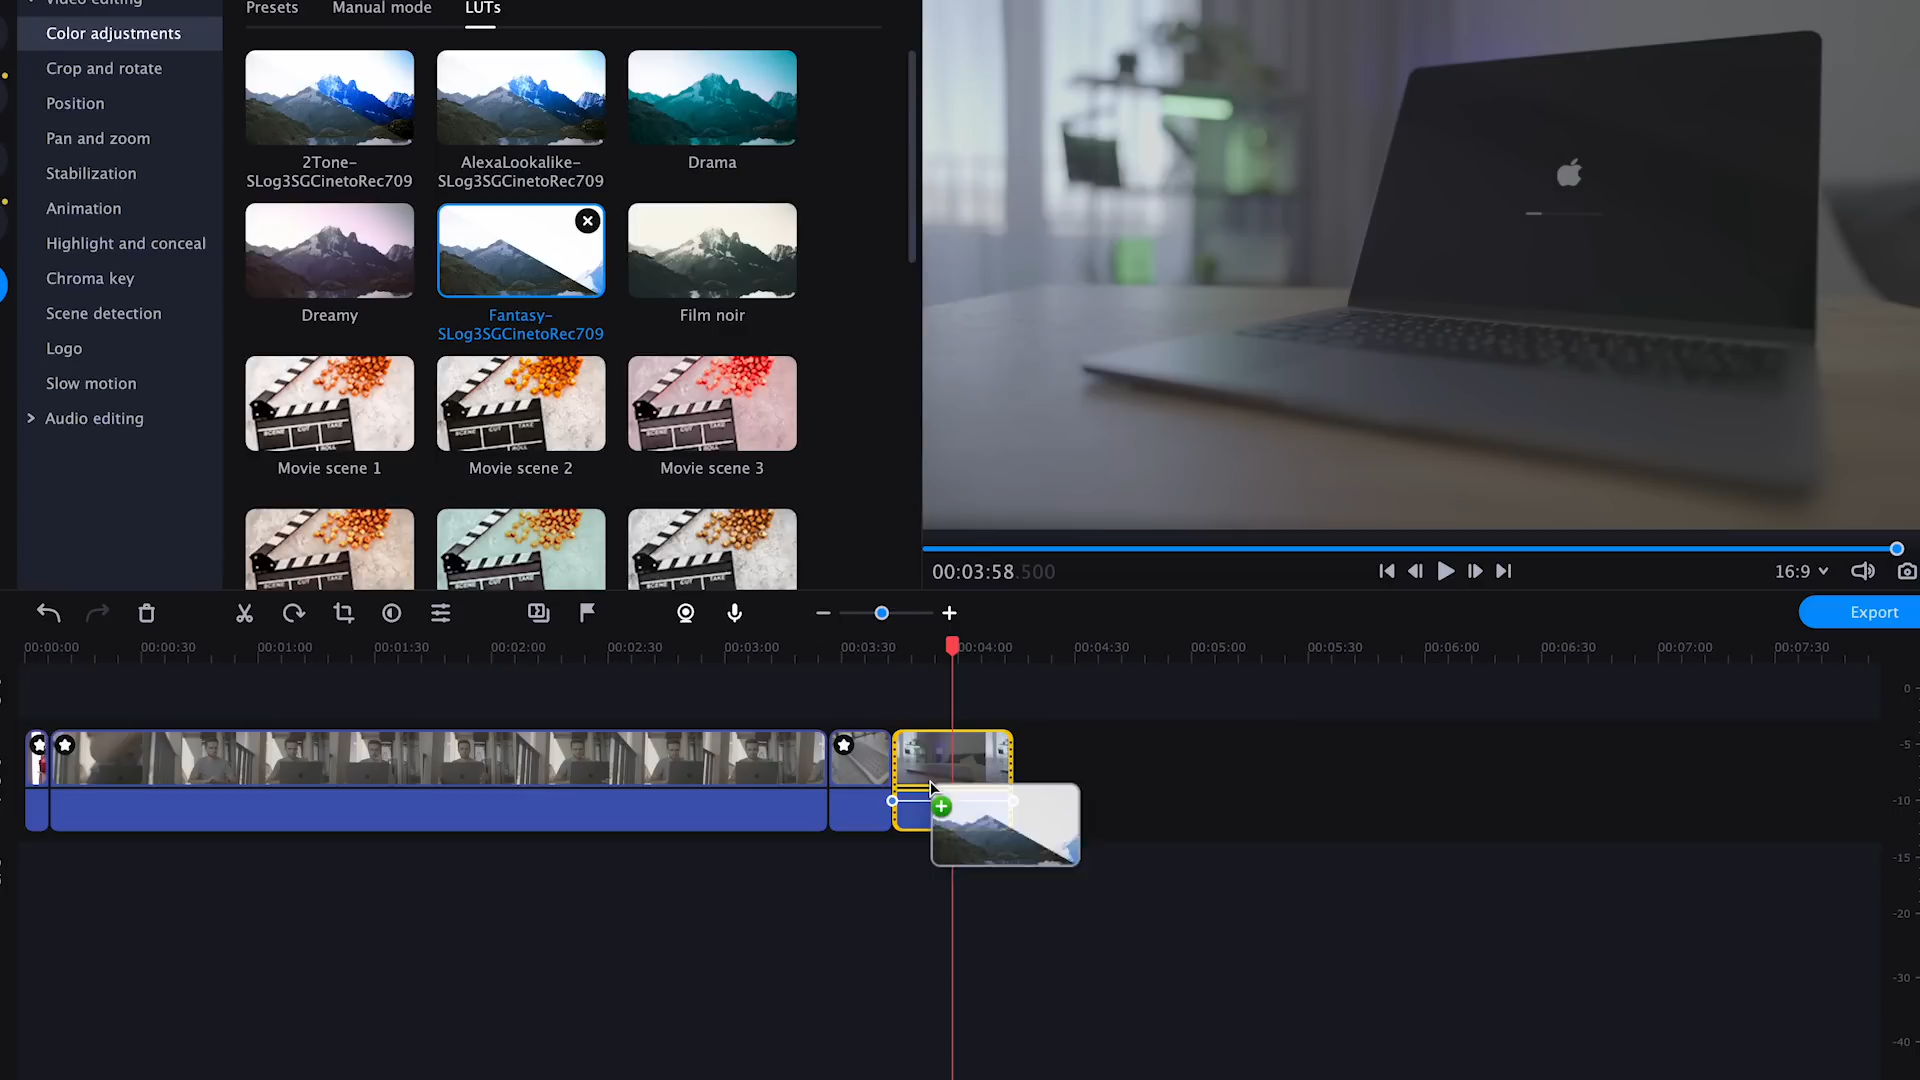 Video editing
Color adjustments
Crop and rotate
Position
Pan and zoom
Stabilization
Animation
Highlight and conceal
Chroma key
Scene detection
Logo
Slow motion
Audio editing
Presets Manual mode LUTs
2Tone-
SLog3SGCinetoRec709
AlexaLookalike-
SLog3SGCinetoRec709
Drama
Dreamy
Fantasy-
SLog3SGCinetoRec709
Film noir
Movie scene 1
Movie scene 2
Movie scene 3
00:03:58.500
16:9
Export
00:00:00 00:00:30 00:01:00 00:01:30 00:02:00 00:02:30 00:03:00 00:03:30 00:04:00 00:04:30 00:05:00 00:05:30 00:06:00 00:06:30 00:07:00 00:07:30
0
-5
-10
-15
-20
-30
-40